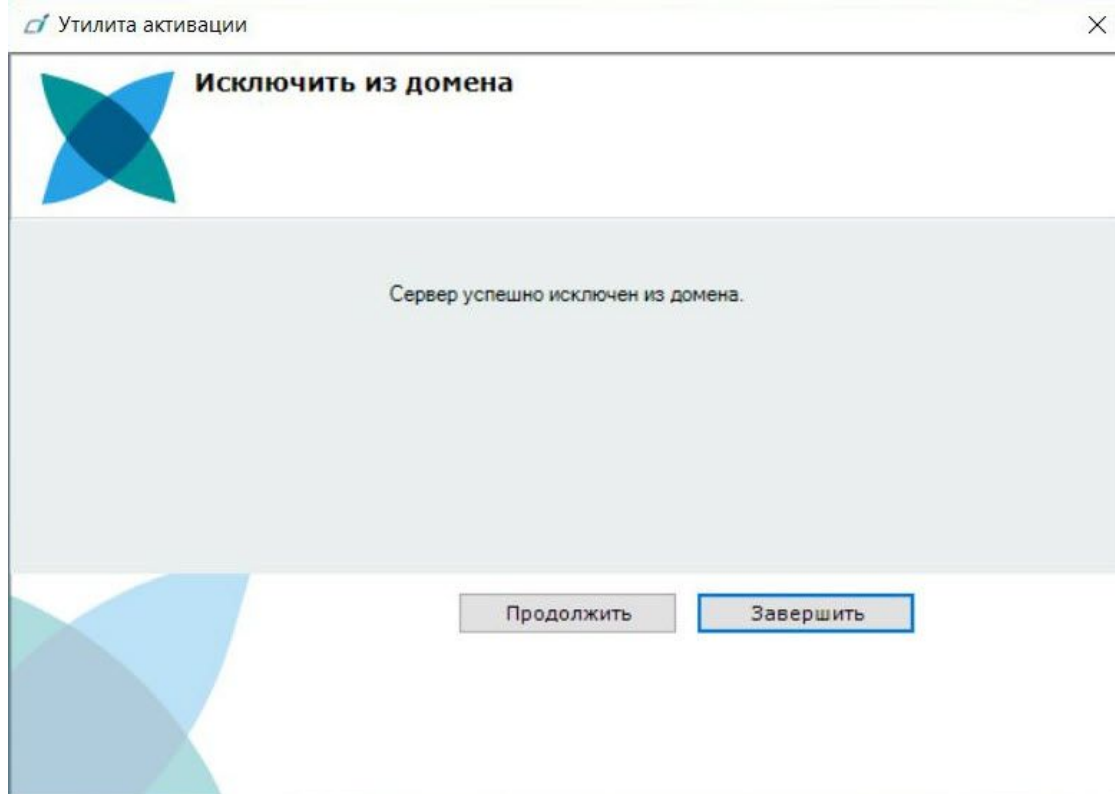 Утилита активации
Исключить из домена
Сервер успешно исключен из домена.
Продолжить
Завершить